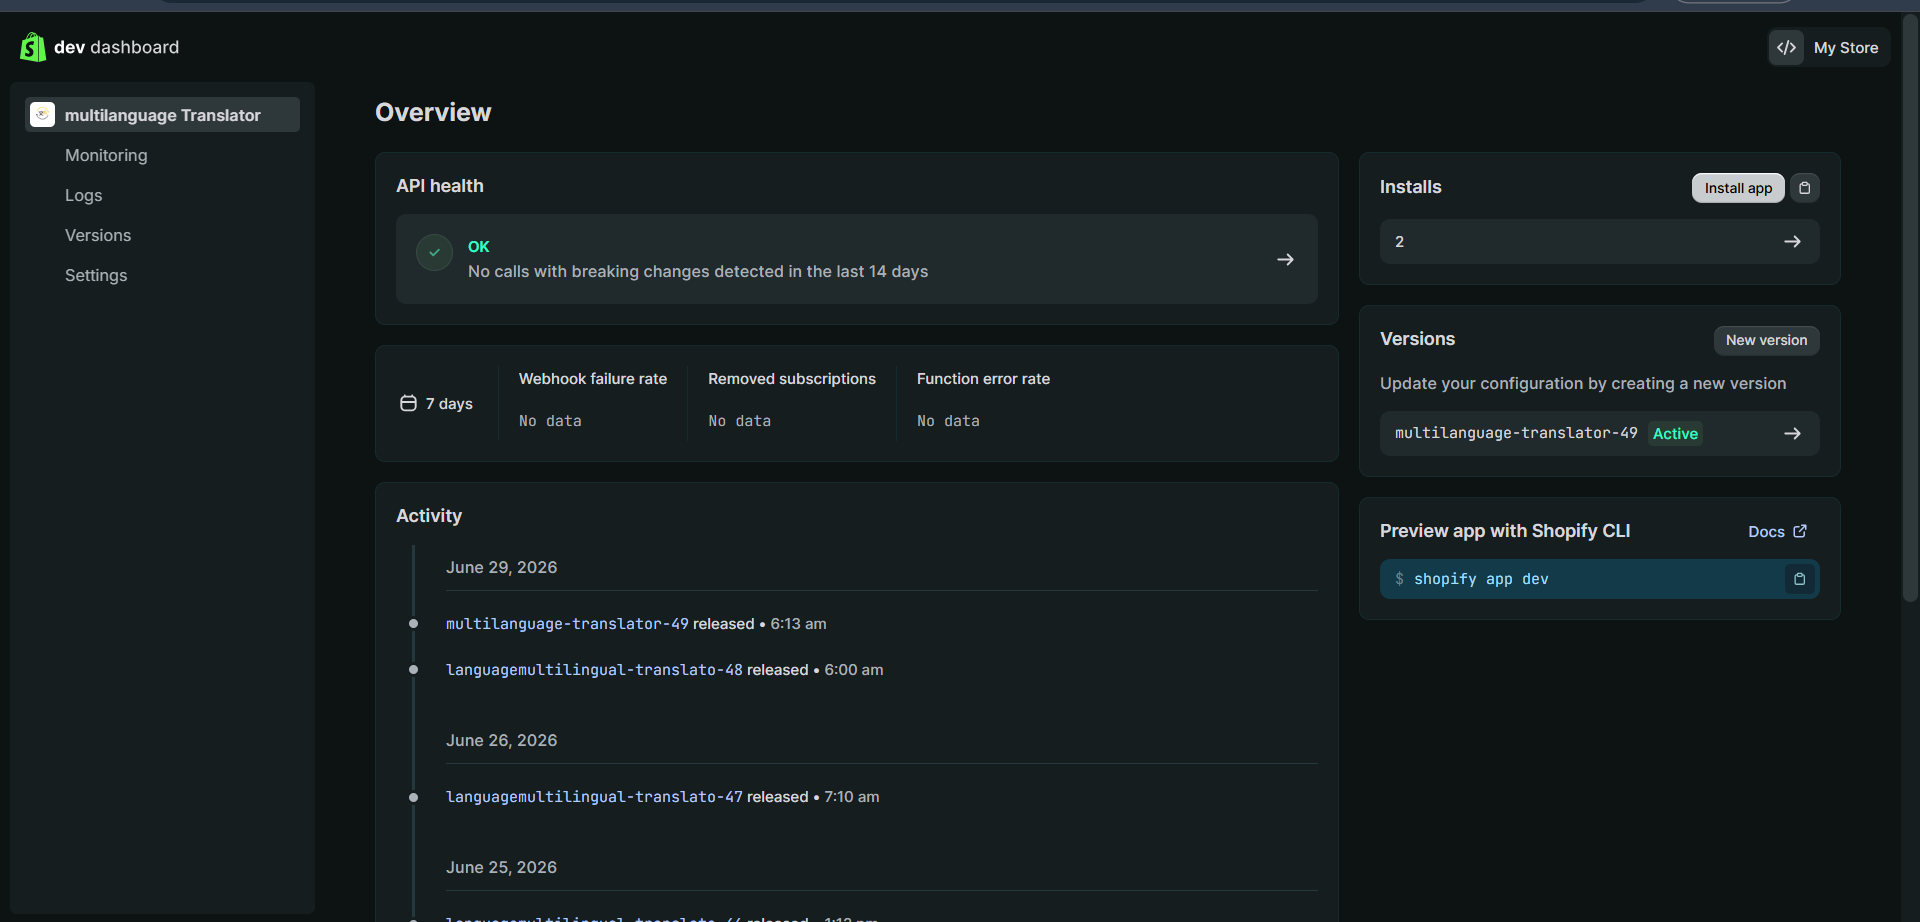 dev dashboard
My Store
multilanguage Translator
Monitoring
Logs
Versions
Settings
Overview
API health
OK
No calls with breaking changes detected in the last 14 days
7 days
Webhook failure rate
No data
Removed subscriptions
No data
Function error rate
No data
Activity
June 29, 2026
multilanguage-translator-49 released • 6:13 am
languagemultilingual-translato-48 released • 6:00 am
June 26, 2026
languagemultilingual-translato-47 released • 7:10 am
June 25, 2026
Installs
Install app
2
Versions
New version
Update your configuration by creating a new version
multilanguage-translator-49 Active
Preview app with Shopify CLI
Docs
$ shopify app dev